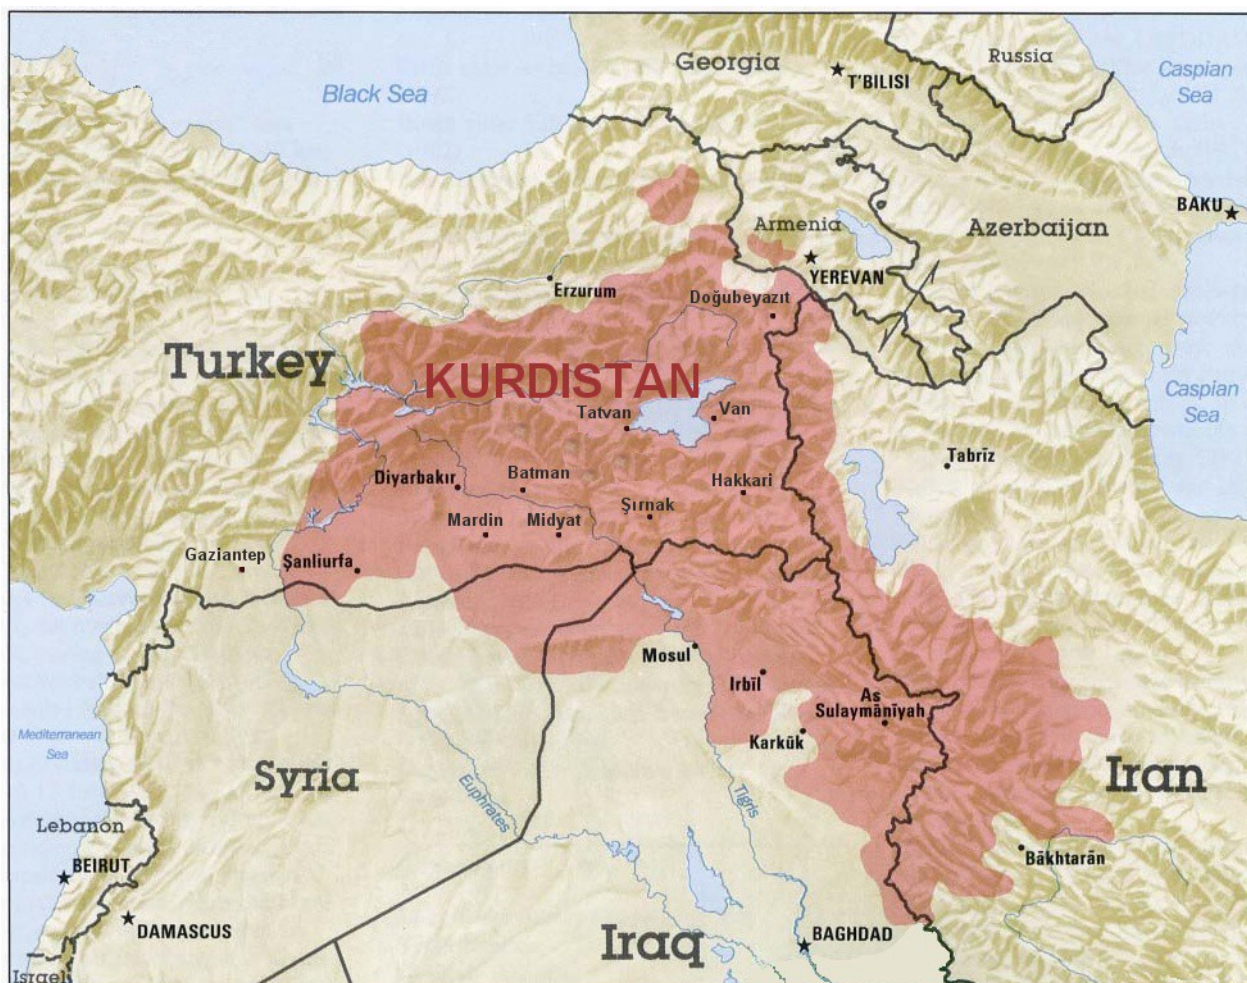 Georgia
T'BILISI
Russia
Caspian
Sea
Black Sea
BAKU
Armenia
Azerbaijan
YEREVAN
Erzurum
Doğubeyazıt
Turkey
KURDISTAN
Caspian
Sea
Tatvan
Van
Tabrīz
Diyarbakır
Batman
Hakkari
Şırnak
Mardin
Midyat
Gaziantep
Şanliurfa
Mosul
Irbīl
As
Sulaymānīyah
Karkūk
Mediterranean
Sea
Syria
Euphrates
Tigris
Iran
Lebanon
BEIRUT
Bākhtarān
DAMASCUS
Iraq
BAGHDAD
Israel